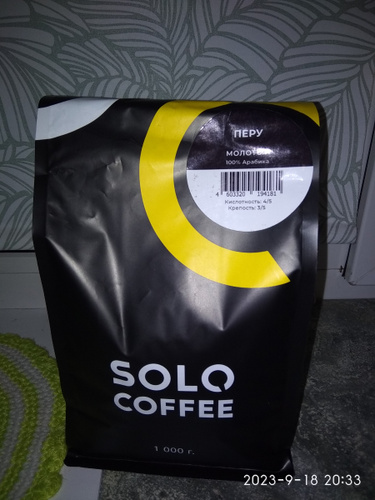 ПЕРУ
МОЛОТЫЙ
100% Арабика
4 603320 194181
Кислотность: 4/5
Крепость: 3/5
SOLO
COFFEE
1 000 г.
2023-9-18 20:33